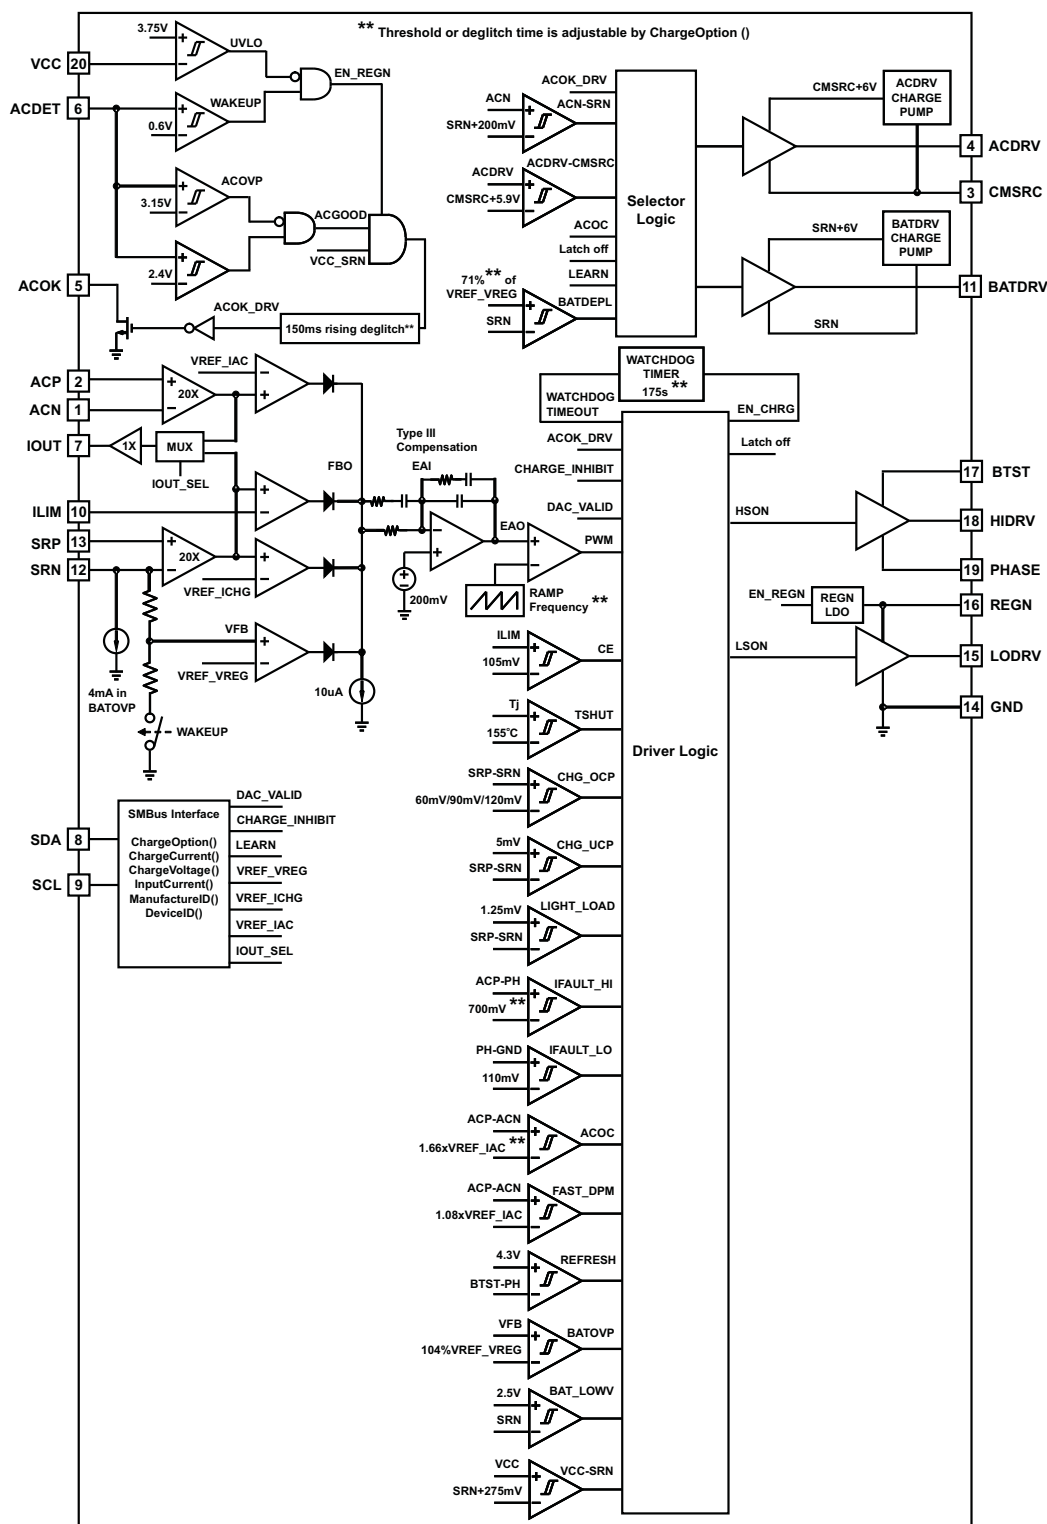 ** Threshold or deglitch time is adjustable by ChargeOption ()
3.75V
UVLO
VCC
20
EN_REGN
ACDET
6
WAKEUP
0.6V
ACOVP
3.15V
ACGOOD
VCC_SRN
2.4V
ACOK
5
ACOK_DRV
150ms rising deglitch**
ACOK_DRV
ACN
ACN-SRN
SRN+200mV
ACDRV-CMSRC
ACDRV
CMSRC+5.9V
ACOC
Latch off
LEARN
71%** of
VREF_VREG
BATDEPL
SRN
Selector
Logic
CMSRC+6V
ACDRV
CHARGE
PUMP
4
ACDRV
3
CMSRC
SRN+6V
BATDRV
CHARGE
PUMP
11
BATDRV
SRN
ACP
2
ACN
1
20X
VREF_IAC
IOUT
7
1X
MUX
IOUT_SEL
ILIM
10
SRP
13
SRN
12
20X
VREF_ICHG
VFB
VREF_VREG
4mA in
BATOVP
WAKEUP
10uA
FBO
Type III
Compensation
EAI
EAO
200mV
PWM
RAMP
Frequency **
WATCHDOG
TIMER
175s **
WATCHDOG
TIMEOUT
EN_CHRG
ACOK_DRV
Latch off
CHARGE_INHIBIT
DAC_VALID
Driver Logic
HSON
17
BTST
18
HIDRV
19
PHASE
EN_REGN
REGN
LDO
16
REGN
LSON
15
LODRV
14
GND
ILIM
CE
105mV
Tj
TSHUT
155°C
SRP-SRN
CHG_OCP
60mV/90mV/120mV
5mV
CHG_UCP
SRP-SRN
1.25mV
LIGHT_LOAD
SRP-SRN
ACP-PH
IFAULT_HI
700mV **
PH-GND
IFAULT_LO
110mV
ACP-ACN
ACOC
1.66xVREF_IAC **
ACP-ACN
FAST_DPM
1.08xVREF_IAC
4.3V
REFRESH
BTST-PH
VFB
BATOVP
104%VREF_VREG
2.5V
BAT_LOWV
SRN
VCC
VCC-SRN
SRN+275mV
SDA
8
SCL
9
SMBus Interface
ChargeOption()
ChargeCurrent()
ChargeVoltage()
InputCurrent()
ManufactureID()
DeviceID()
DAC_VALID
CHARGE_INHIBIT
LEARN
VREF_VREG
VREF_ICHG
VREF_IAC
IOUT_SEL